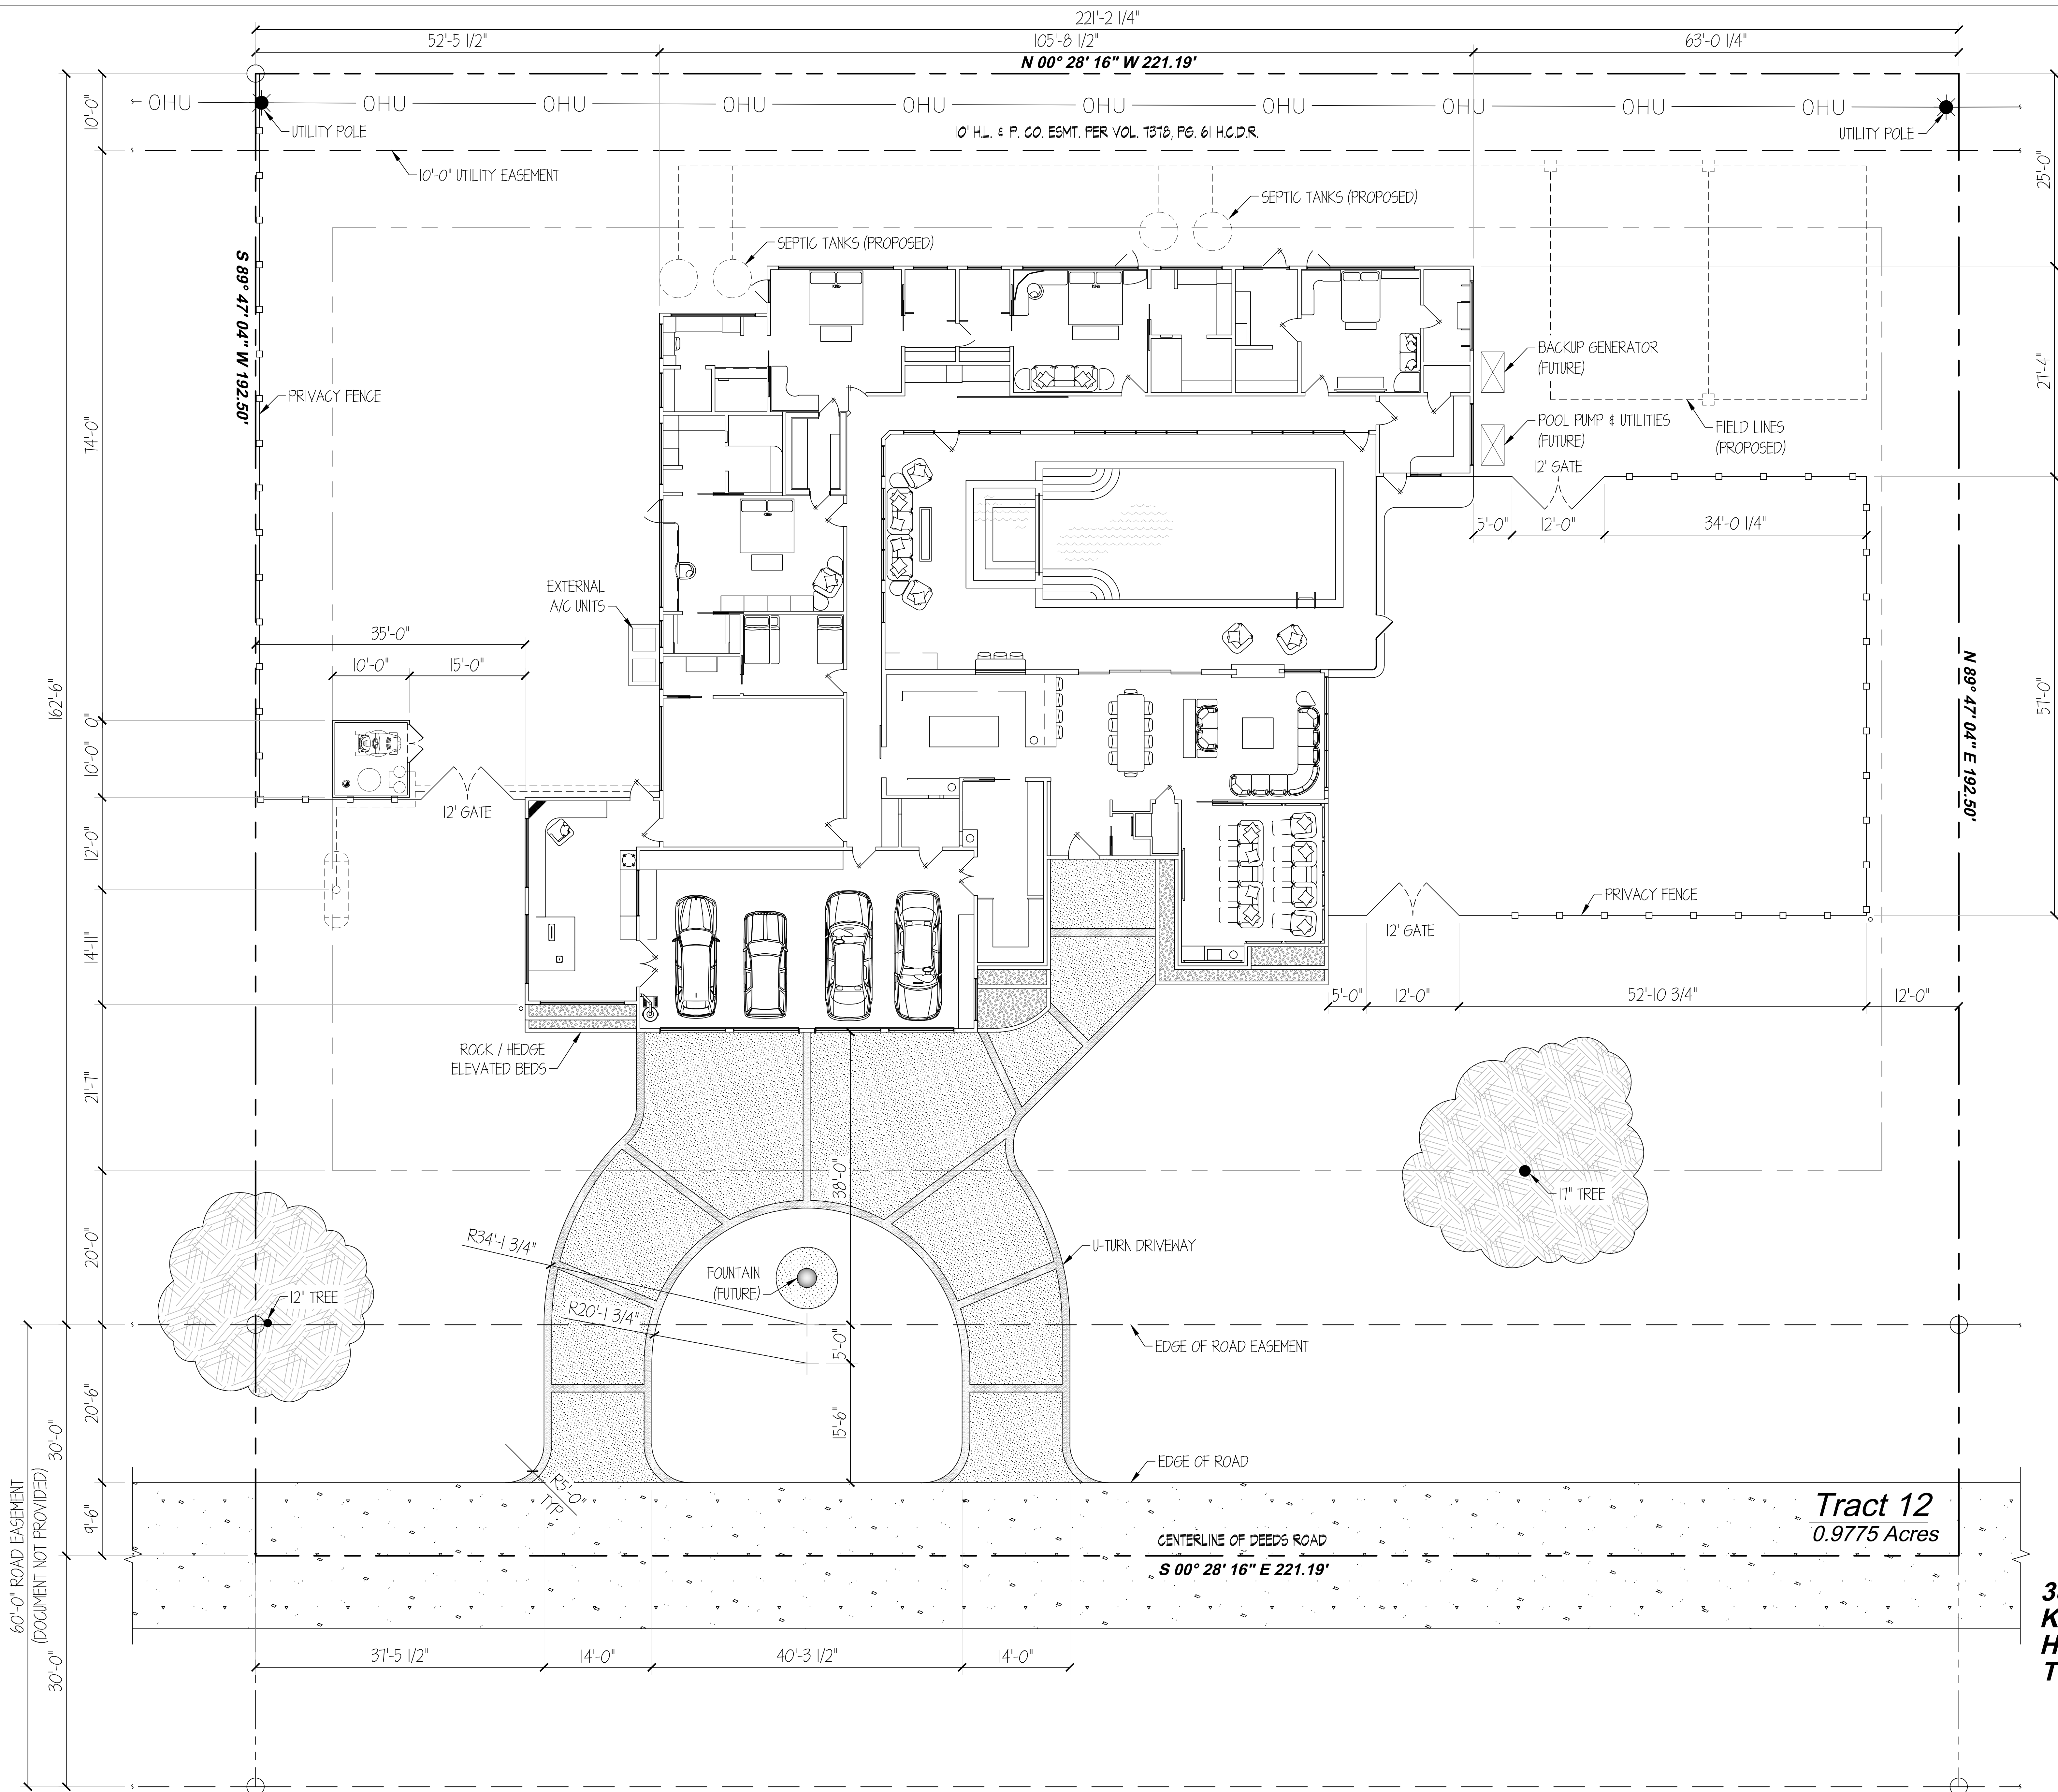 221'-2 1/4"
52'-5 1/2"
105'-8 1/2"
63'-0 1/4"
N 00° 28' 16" W 221.19'
OHU OHU OHU OHU OHU OHU OHU OHU OHU OHU
UTILITY POLE
10' H.L. & P. CO. ESMT. PER VOL. 7378, PG. 61 H.C.D.R.
UTILITY POLE
10'-0"
10'-0" UTILITY EASEMENT
25'-0"
SEPTIC TANKS (PROPOSED)
SEPTIC TANKS (PROPOSED)
S 89° 47' 04" W 192.50'
KING
KING
BACKUP GENERATOR
(FUTURE)
27'-4"
PRIVACY FENCE
74'-0"
POOL PUMP & UTILITIES
(FUTURE)
FIELD LINES
(PROPOSED)
12' GATE
5'-0"
12'-0"
34'-0 1/4"
KING
EXTERNAL
A/C UNITS
35'-0"
10'-0"
15'-0"
162'-6"
0"
10'-0"
N 89° 47' 04" E 192.50'
57'-0"
12' GATE
12'-0"
PRIVACY FENCE
12' GATE
14'-11"
5'-0"
12'-0"
52'-10 3/4"
12'-0"
ROCK / HEDGE
ELEVATED BEDS
21'-7"
38'-0"
17" TREE
20'-0"
R34'-1 3/4"
U-TURN DRIVEWAY
FOUNTAIN
(FUTURE)
12" TREE
R20'-1 3/4"
5'-0"
EDGE OF ROAD EASEMENT
20'-6"
30'-0"
15'-6"
EDGE OF ROAD
R5'-0"
TYP.
9'-6"
Tract 12
0.9775 Acres
CENTERLINE OF DEEDS ROAD
S 00° 28' 16" E 221.19'
60'-0" ROAD EASEMENT
(DOCUMENT NOT PROVIDED)
30'-0"
37'-5 1/2"
14'-0"
40'-3 1/2"
14'-0"
K
H
T